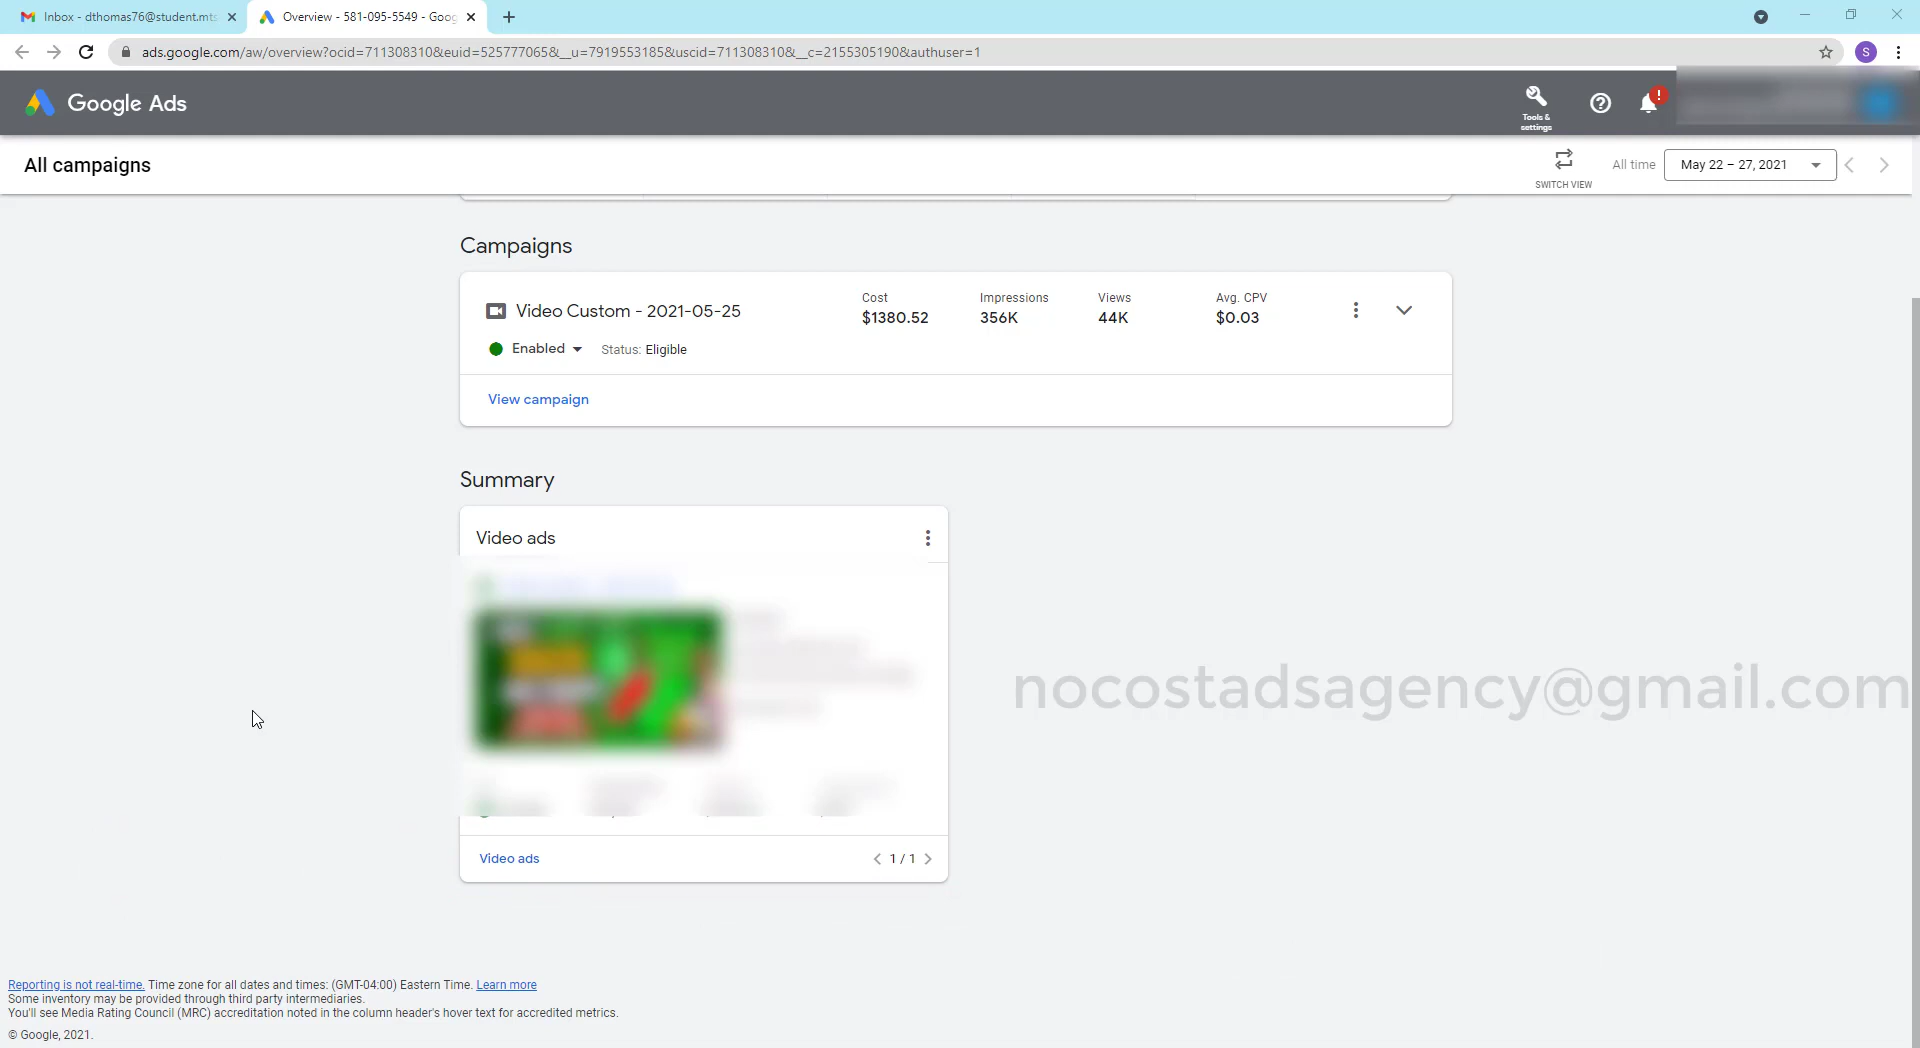 Inbox - dthomas76@student.mts
Overview - 581-095-5549 - Goog
ads.google.com/aw/overview?ocid=711308310&euid=525777065&__u=7919553185&uscid=711308310&__c=2155305190&authuser=1
S
Google Ads
Tools &
settings
!
All campaigns
SWITCH VIEW
All time
May 22 – 27, 2021
Campaigns
Video Custom - 2021-05-25
Cost
Impressions
Views
Avg. CPV
$1380.52
356K
44K
$0.03
Enabled
Status: Eligible
View campaign
Summary
Video ads
nocostadsagency@gmail.com
Video ads
1 / 1
Reporting is not real-time. Time zone for all dates and times: (GMT-04:00) Eastern Time. Learn more
Some inventory may be provided through third party intermediaries.
You'll see Media Rating Council (MRC) accreditation noted in the column header's hover text for accredited metrics.
© Google, 2021.